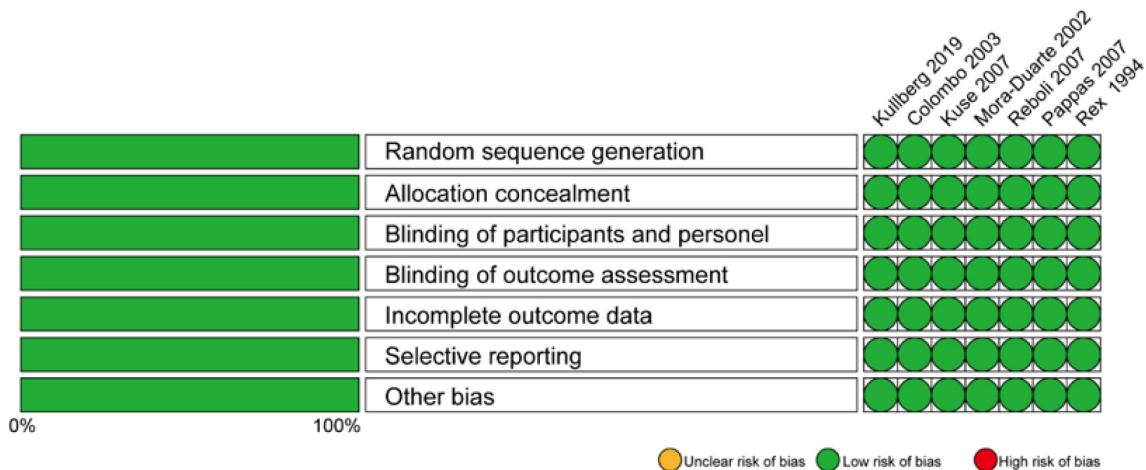 Kullberg 2019
Colombo 2003
Kuse 2007
Mora-Duarte 2002
Reboli 2007
Pappas 2007
Rex 1994
Random sequence generation
Allocation concealment
Blinding of participants and personel
Blinding of outcome assessment
Incomplete outcome data
Selective reporting
Other bias
0% 100%
Unclear risk of bias Low risk of bias High risk of bias